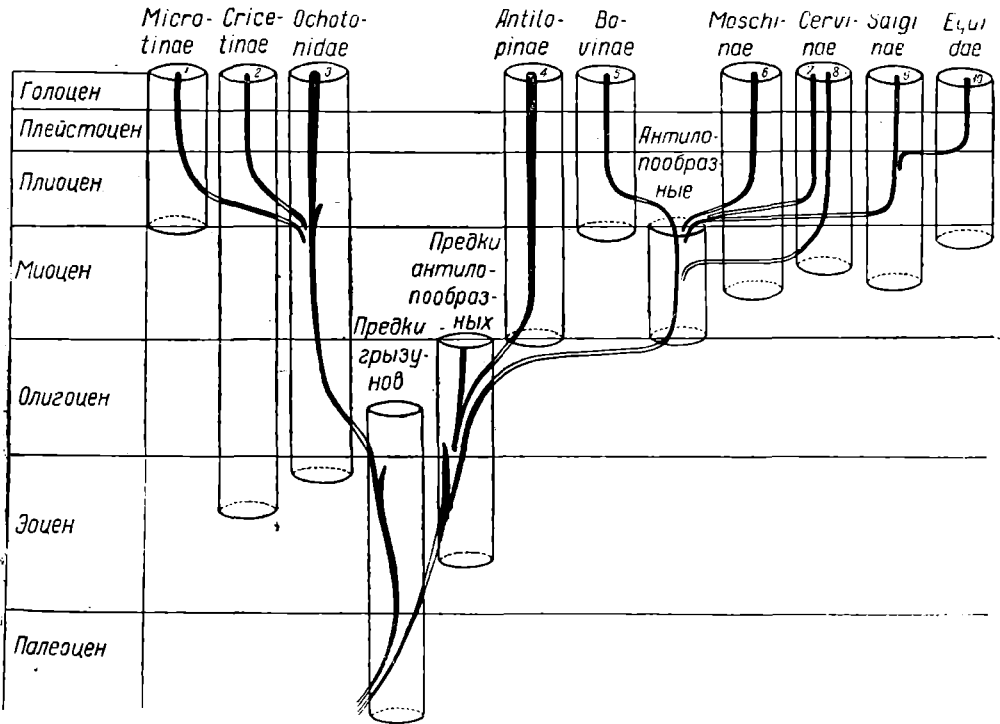 Micro- Crice- Ochoto- Antilo- Bo- Moschi- Cervi- Saigi Equi
tinae tinae nidae pinae vinae nae nae nae dae
1 2 3 4 5 6 7 8 9 10
Голоцен
Плейстоцен
Антило-
пообраз-
ные
Плиоцен
Миоцен
Предки
антило-
пообраз-
ных
Предки
грызу-
нов
Олигоцен
Эоцен
Палеоцен